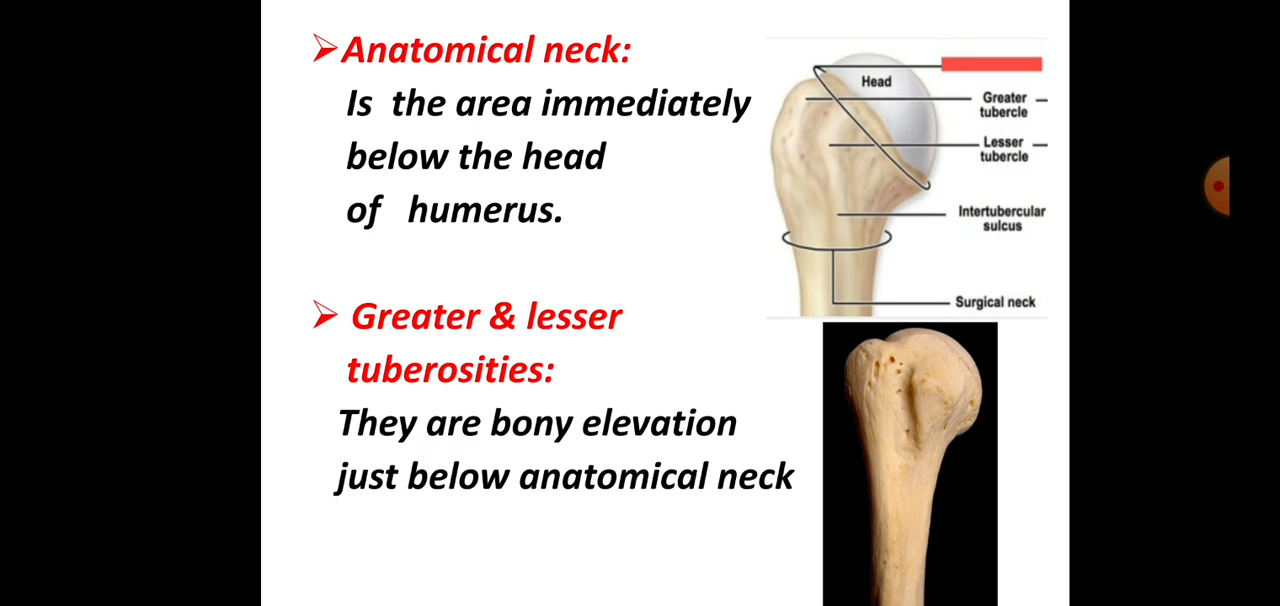 ➢Anatomical neck:
Is the area immediately
below the head
of humerus.
➢ Greater & lesser
tuberosities:
They are bony elevation
just below anatomical neck
Head
Greater
tubercle
Lesser
tubercle
Intertubercular
sulcus
Surgical neck